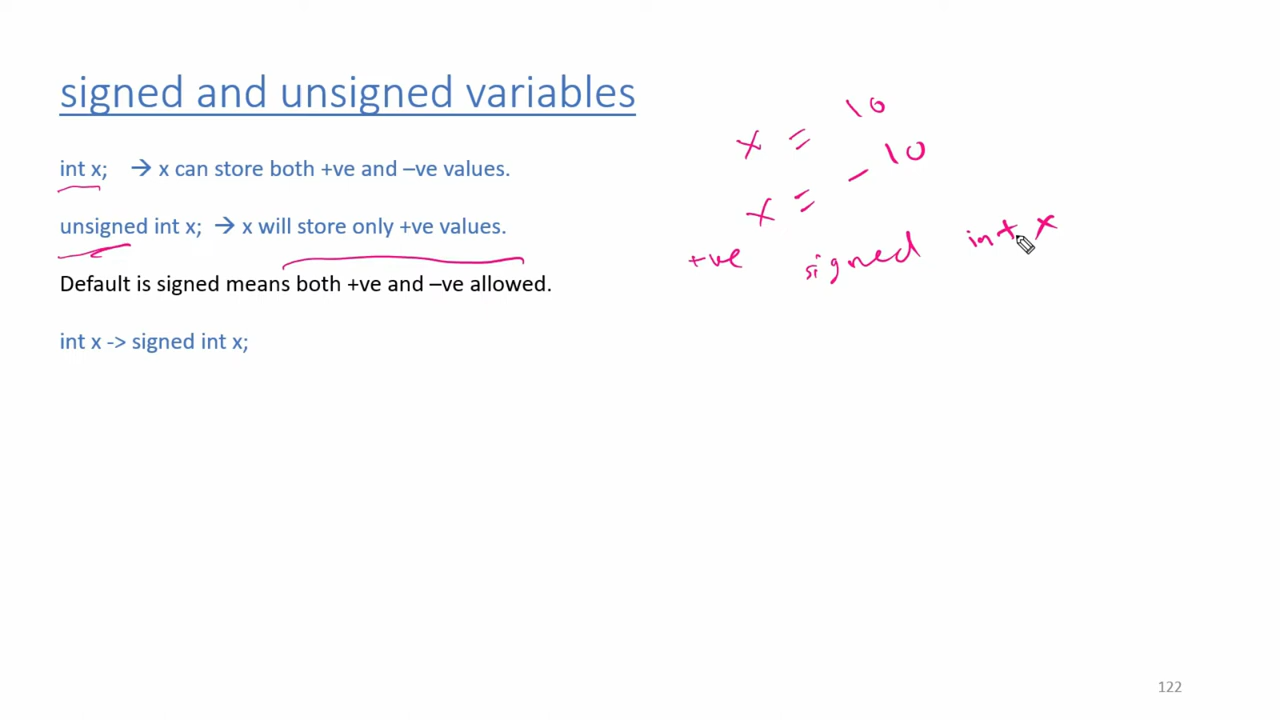 signed and unsigned variables
int x; → x can store both +ve and –ve values.
unsigned int x; → x will store only +ve values.
Default is signed means both +ve and –ve allowed.
int x -> signed int x;
x = 10
x = -10
+ve signed int x
122